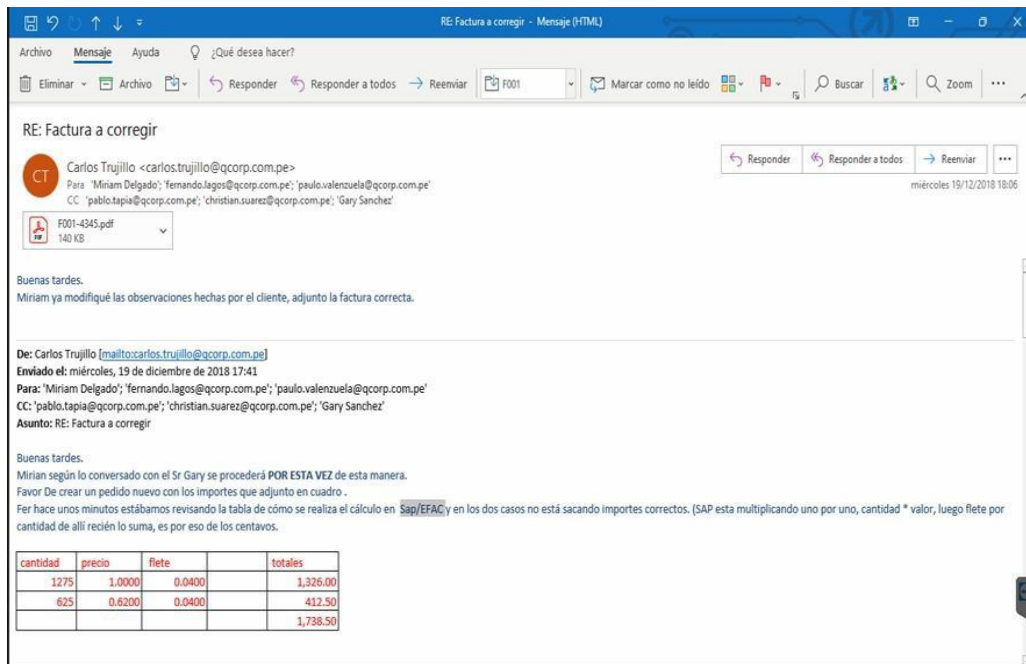 RE: Factura a corregir - Mensaje (HTML)
Archivo Mensaje Ayuda ¿Qué desea hacer?
Eliminar Archivo Responder Responder a todos Reenviar F001 Marcar como no leído Buscar Zoom ...
RE: Factura a corregir
CT
Carlos Trujillo <carlos.trujillo@qcorp.com.pe>
Responder Responder a todos Reenviar ...
Para 'Miriam Delgado'; 'fernando.lagos@qcorp.com.pe'; 'paulo.valenzuela@qcorp.com.pe'
miércoles 19/12/2018 18:06
CC 'pablo.tapia@qcorp.com.pe'; 'christian.suarez@qcorp.com.pe'; 'Gary Sanchez'
PDF
F001-4345.pdf
140 KB
Buenas tardes.
Miriam ya modifiqué las observaciones hechas por el cliente, adjunto la factura correcta.
De: Carlos Trujillo [mailto:carlos.trujillo@qcorp.com.pe]
Enviado el: miércoles, 19 de diciembre de 2018 17:41
Para: 'Miriam Delgado'; 'fernando.lagos@qcorp.com.pe'; 'paulo.valenzuela@qcorp.com.pe'
CC: 'pablo.tapia@qcorp.com.pe'; 'christian.suarez@qcorp.com.pe'; 'Gary Sanchez'
Asunto: RE: Factura a corregir
Buenas tardes.
Mirian según lo conversado con el Sr Gary se procederá POR ESTA VEZ de esta manera.
Favor De crear un pedido nuevo con los importes que adjunto en cuadro .
Fer hace unos minutos estábamos revisando la tabla de cómo se realiza el cálculo en Sap/EFAC y en los dos casos no está sacando importes correctos. (SAP esta multiplicando uno por uno, cantidad * valor, luego flete por
cantidad de allí recién lo suma, es por eso de los centavos.
cantidad precio flete totales
1275 1.0000 0.0400 1,326.00
625 0.6200 0.0400 412.50
1,738.50